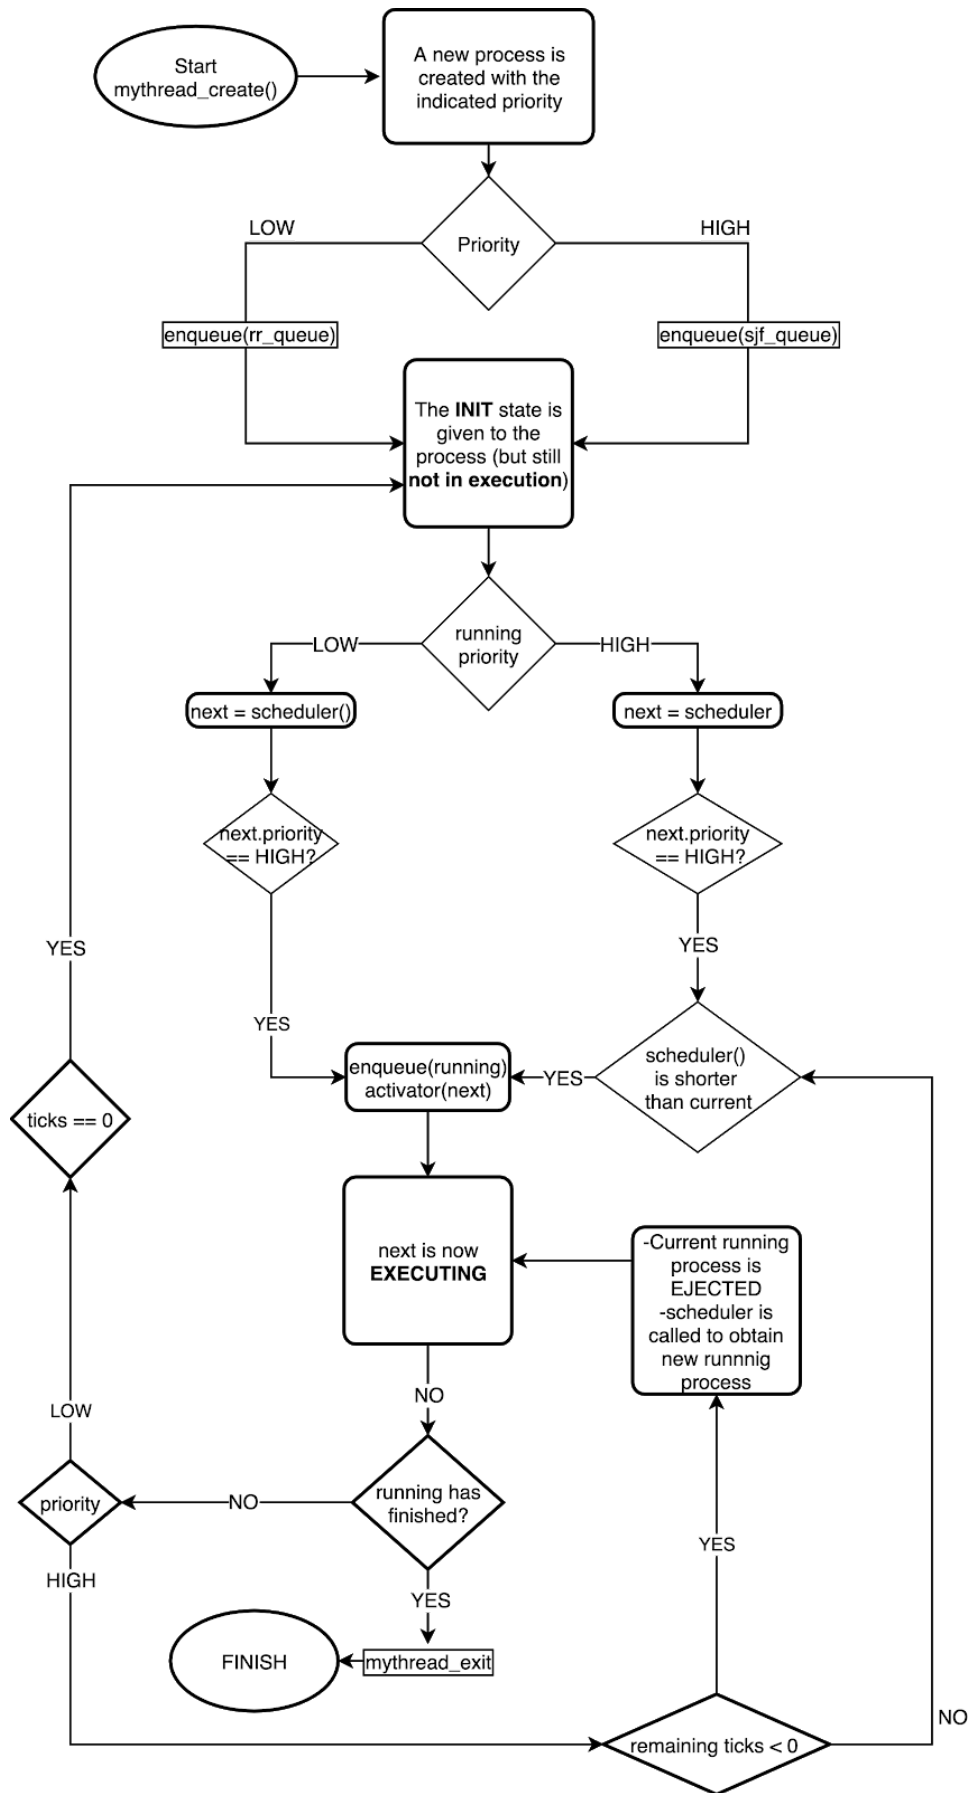 Start
mythread_create()
A new process is
created with the
indicated priority
LOW
Priority
HIGH
enqueue(rr_queue)
enqueue(sjf_queue)
The INIT state is
given to the
process (but still
not in execution)
running
priority
LOW
HIGH
next = scheduler()
next = scheduler
next.priority
== HIGH?
next.priority
== HIGH?
YES
YES
YES
scheduler()
is shorter
than current
enqueue(running)
activator(next)
YES
ticks == 0
next is now
EXECUTING
-Current running
process is
EJECTED
-scheduler is
called to obtain
new runnnig
process
NO
LOW
priority
NO
running has
finished?
YES
HIGH
YES
FINISH
mythread_exit
remaining ticks < 0
NO